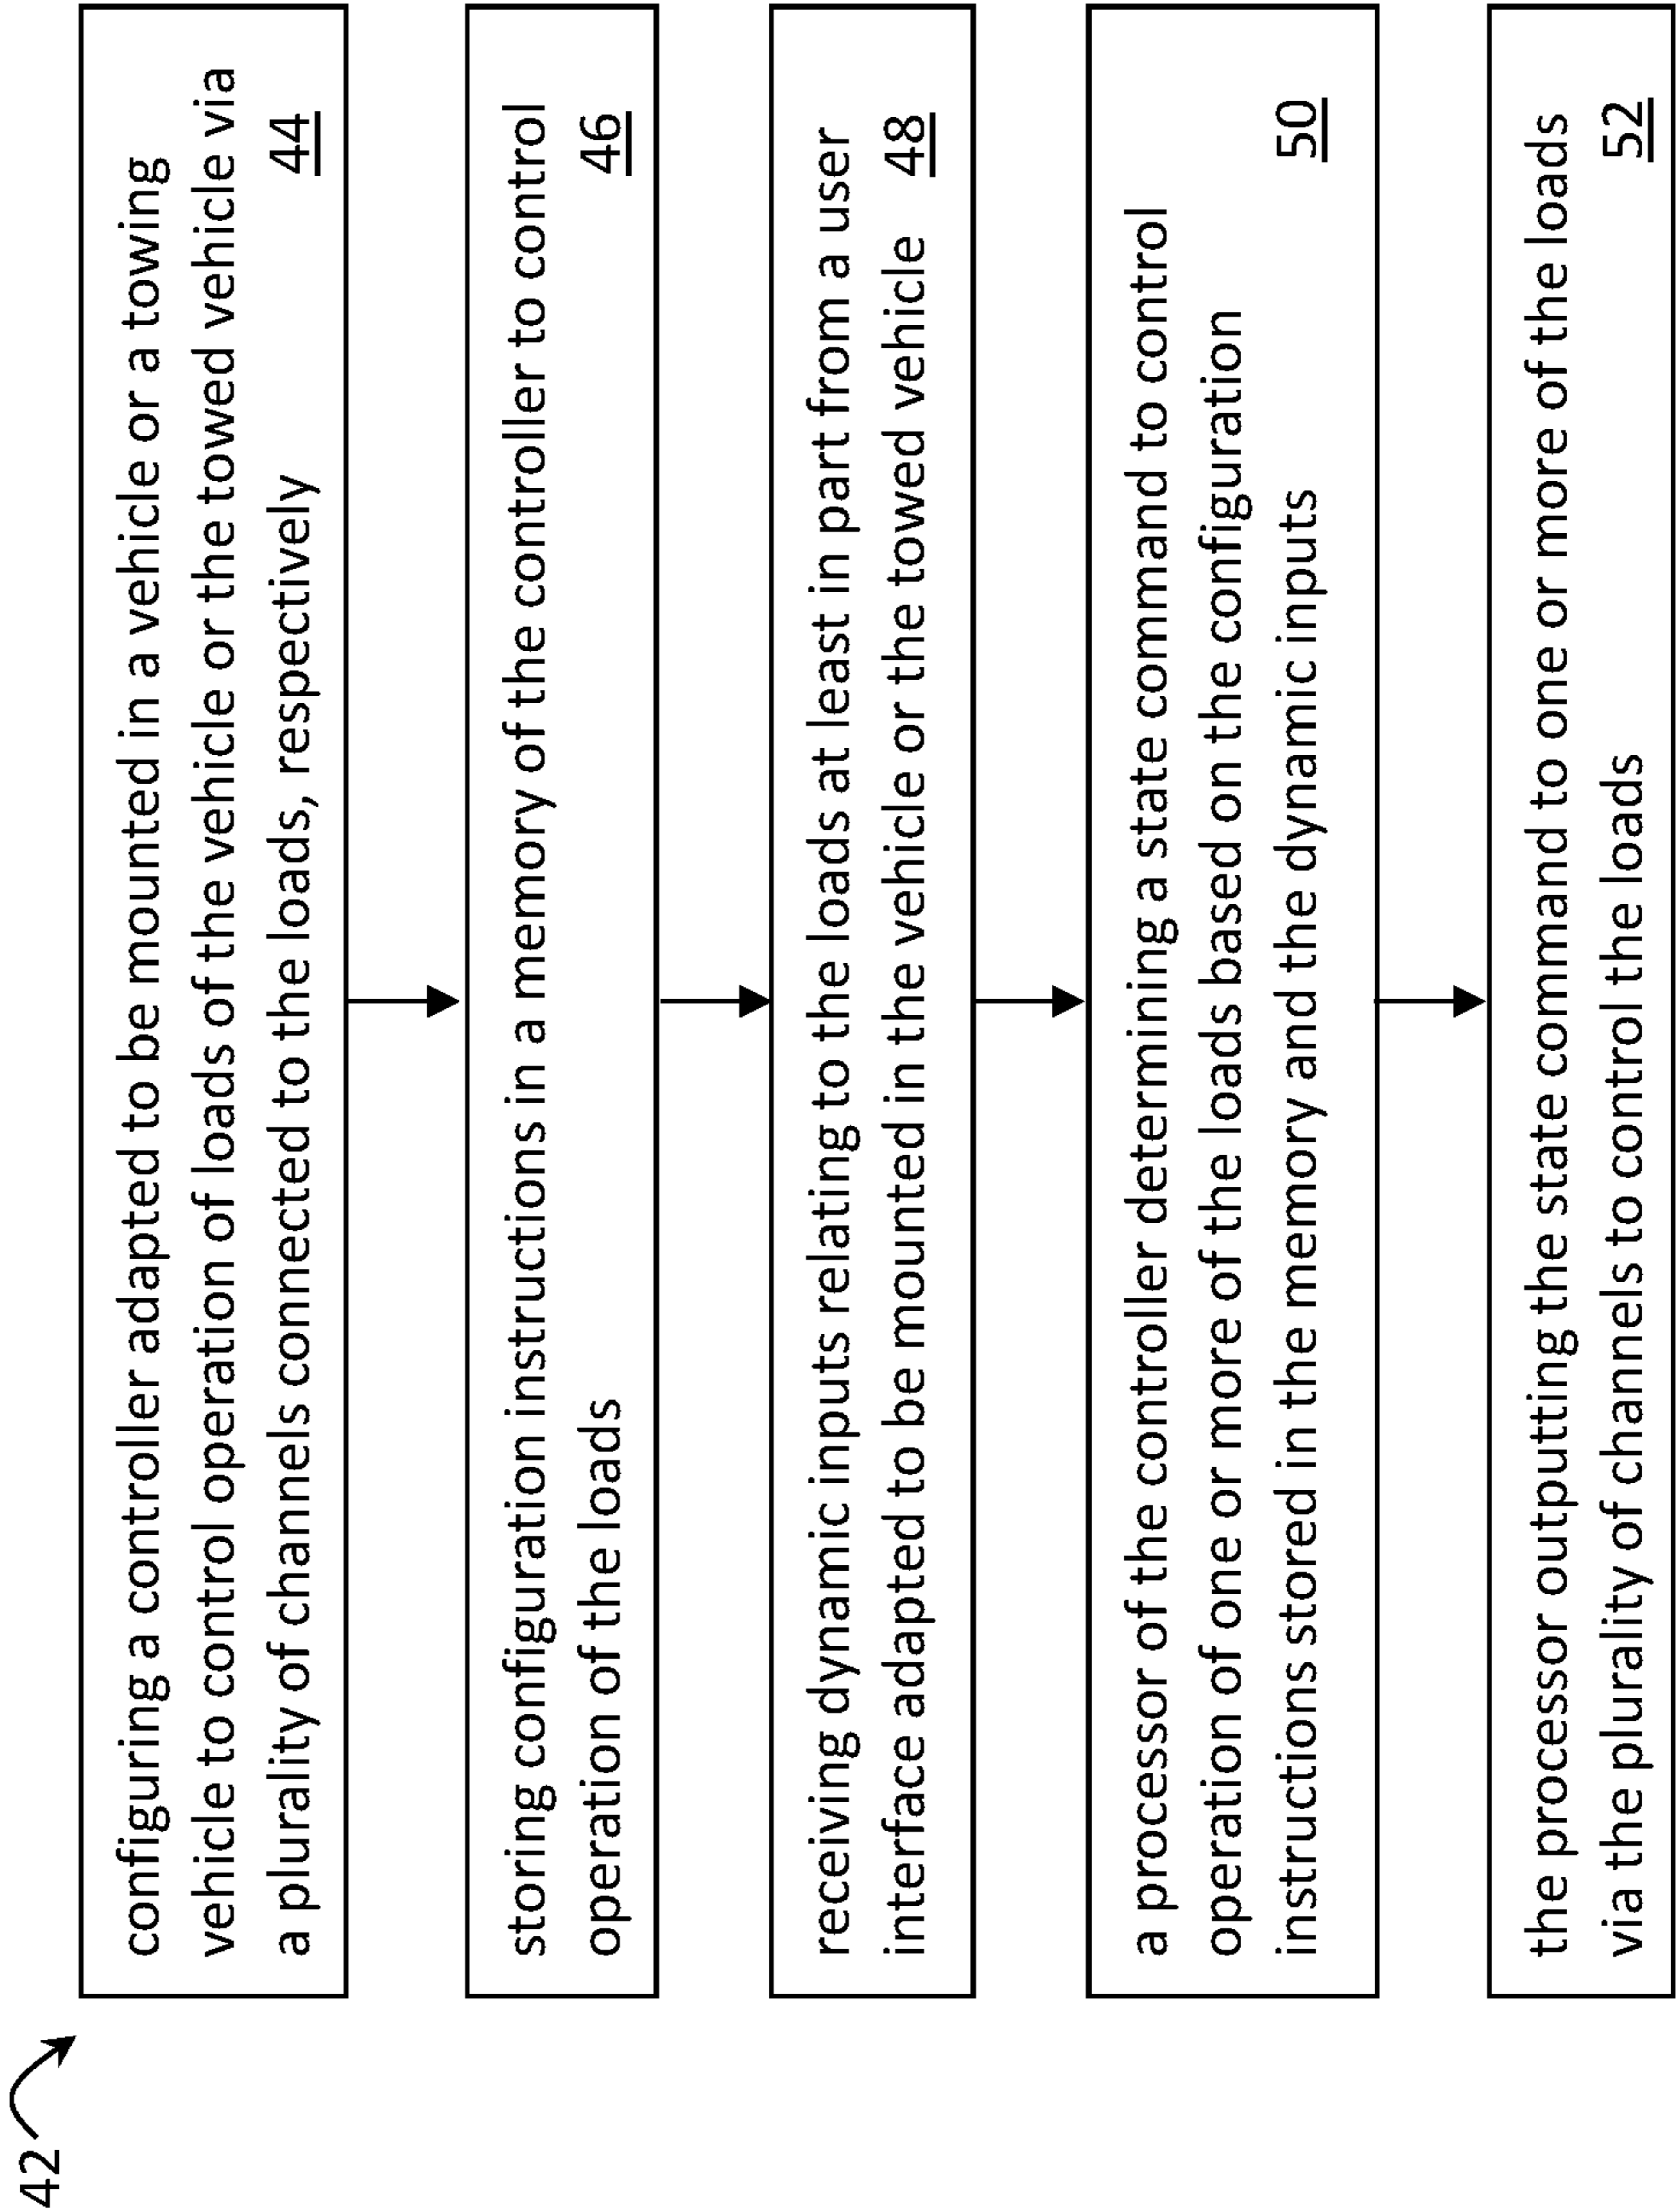 42
configuring a controller adapted to be mounted in a vehicle or a towing
vehicle to control operation of loads of the vehicle or the towed vehicle via
a plurality of channels connected to the loads, respectively 44
storing configuration instructions in a memory of the controller to control
operation of the loads 46
receiving dynamic inputs relating to the loads at least in part from a user
interface adapted to be mounted in the vehicle or the towed vehicle 48
a processor of the controller determining a state command to control
operation of one or more of the loads based on the configuration
instructions stored in the memory and the dynamic inputs 50
the processor outputting the state command to one or more of the loads
via the plurality of channels to control the loads 52